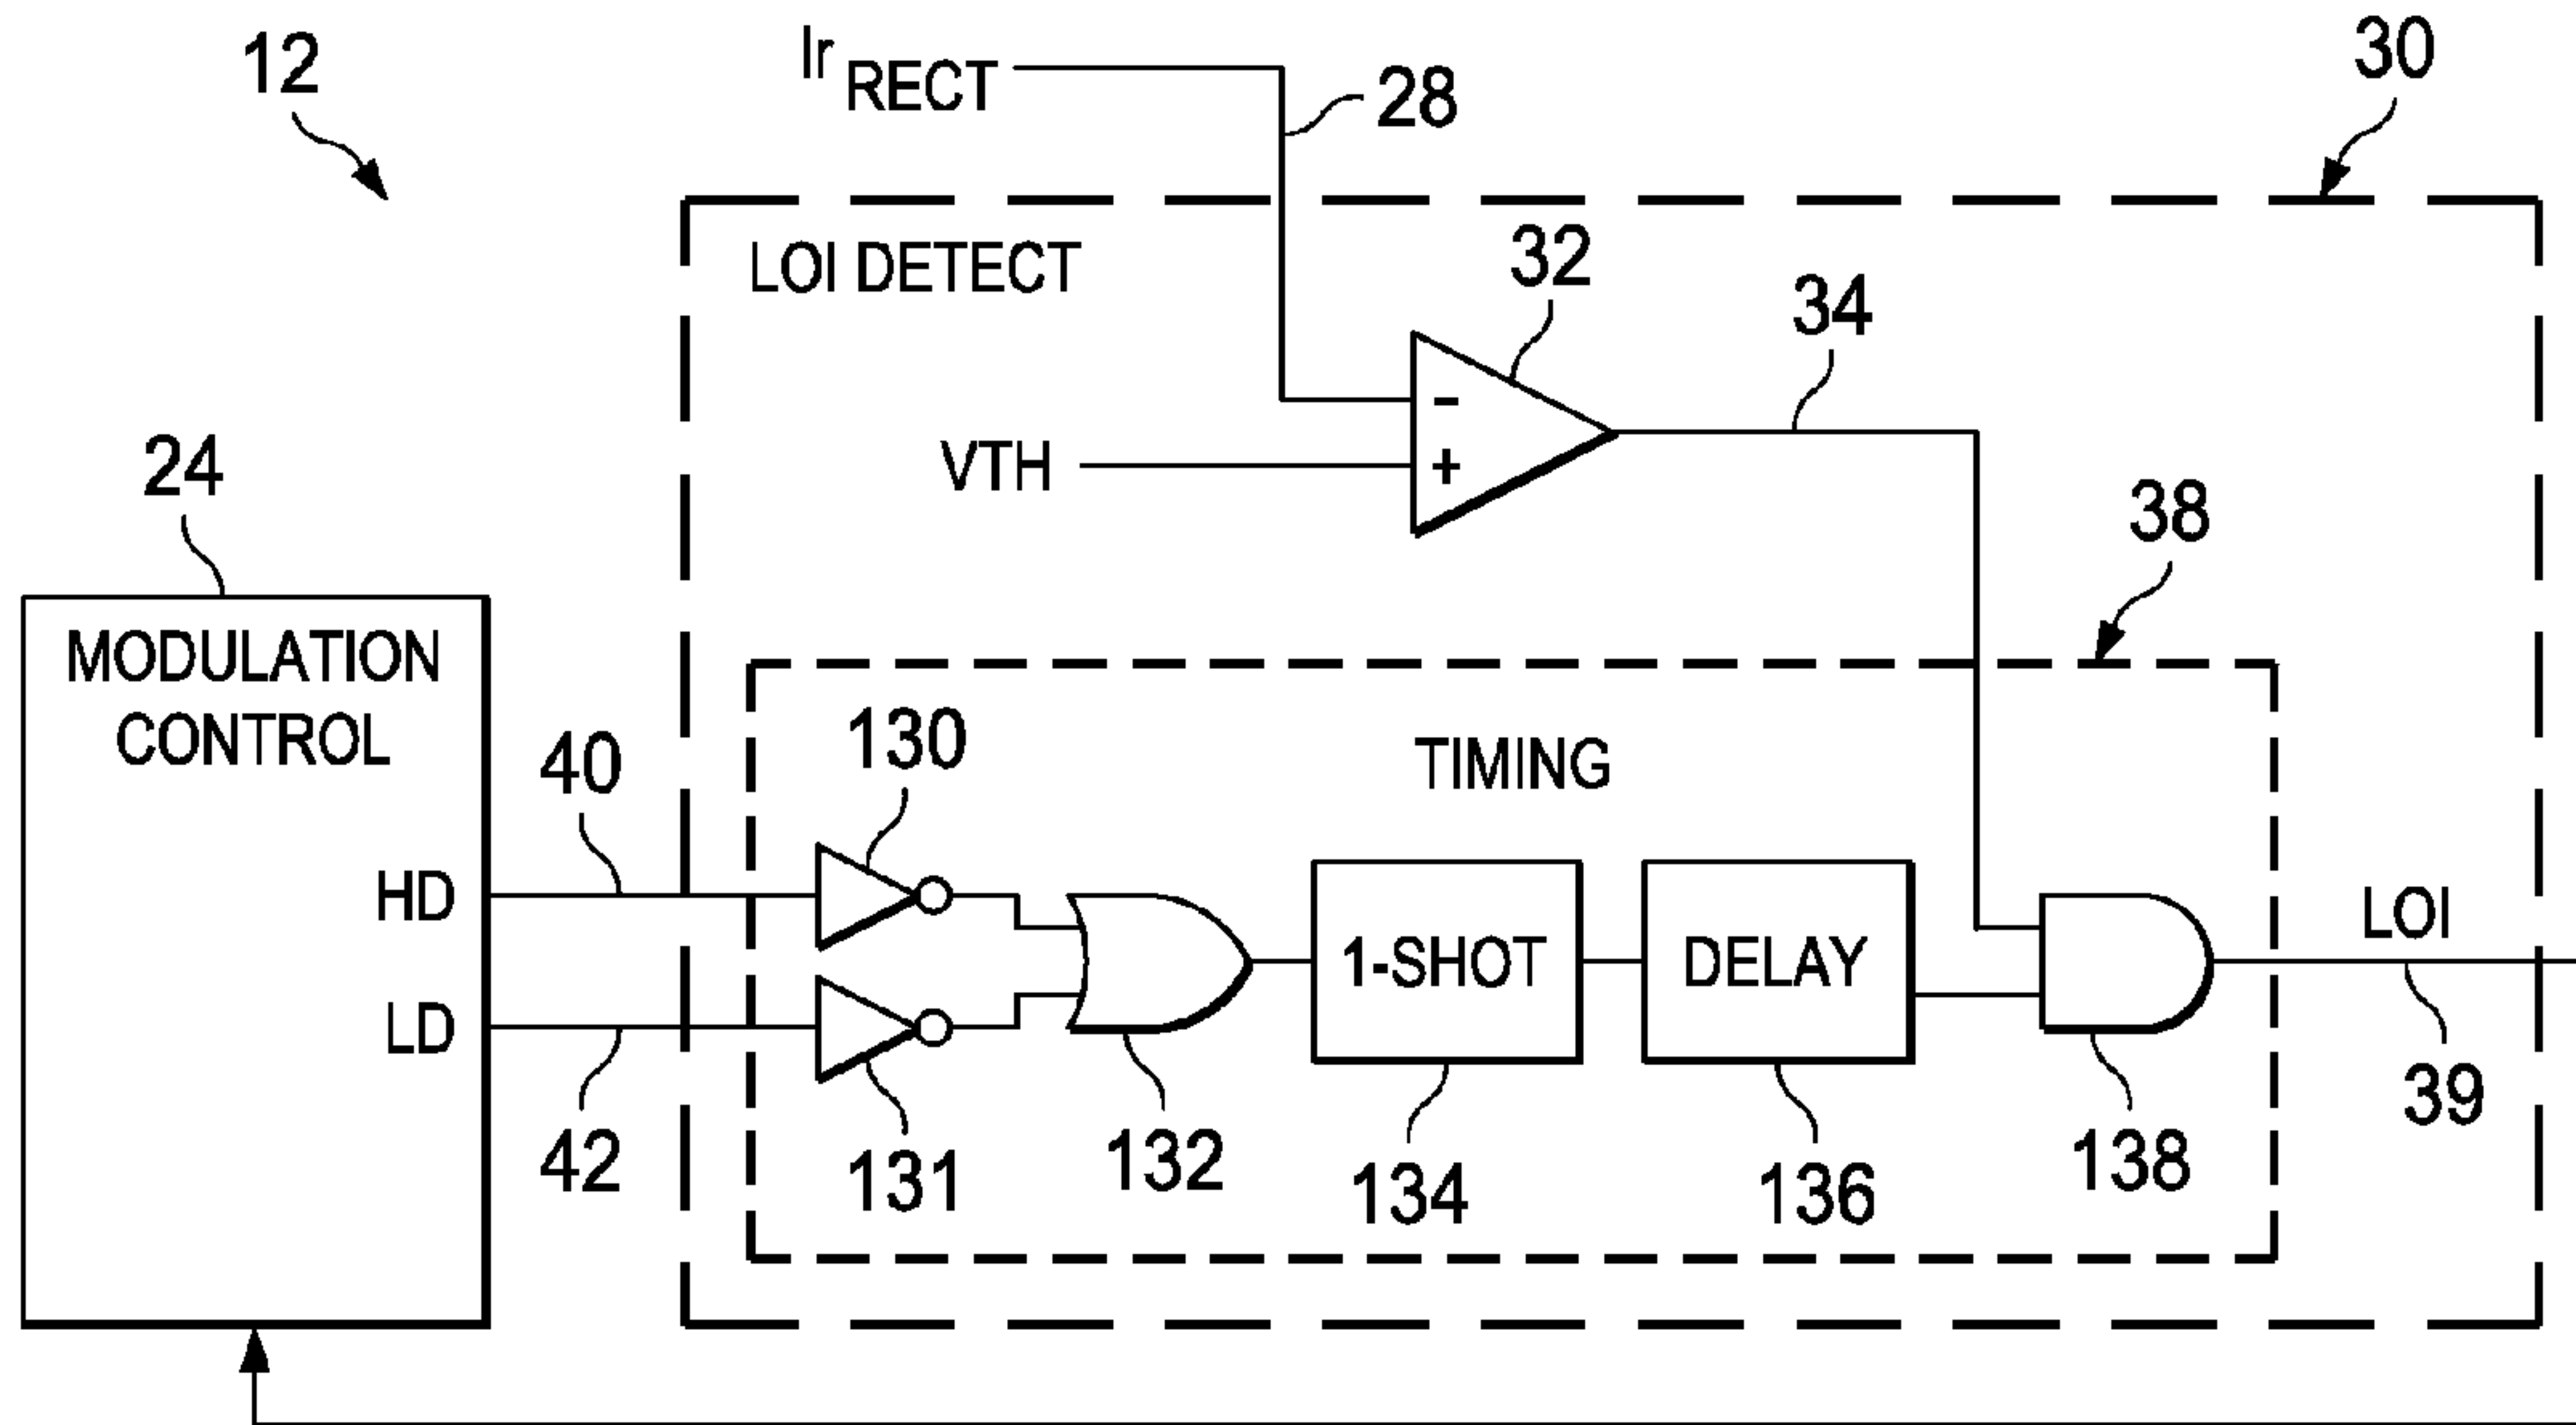 12
Ir RECT
28
30
LOI DETECT
32
34
-
+
VTH
24
38
MODULATION
CONTROL
TIMING
40
130
HD
1-SHOT
DELAY
LOI
LD
42
131
132
134
136
138
39